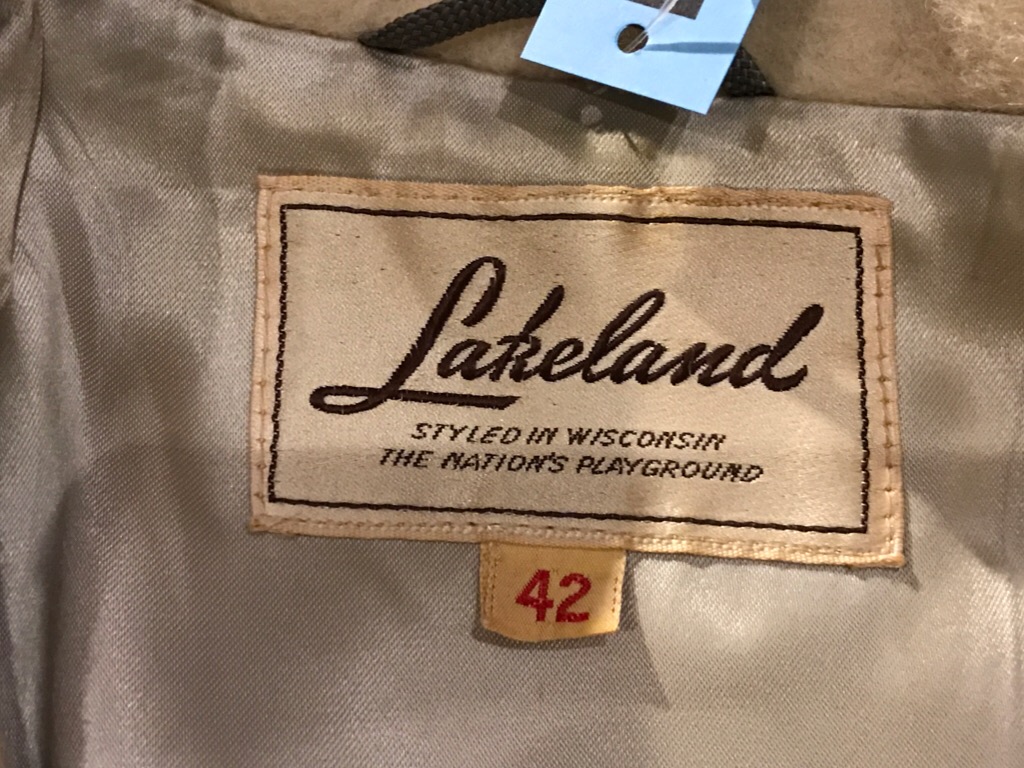 Lakeland
STYLED IN WISCONSIN
THE NATION'S PLAYGROUND
42